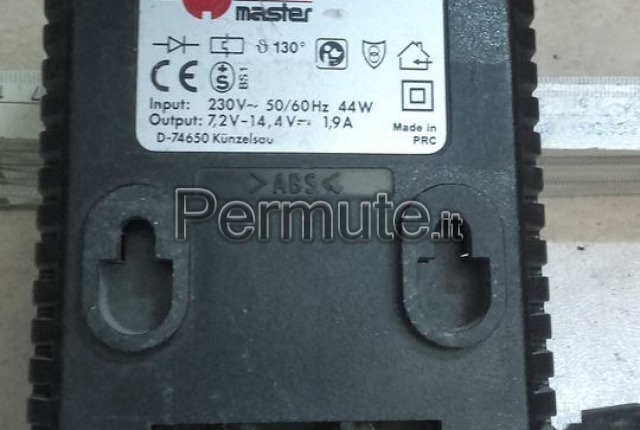 master
ϑ 130°
CE S BS1
Input: 230V~ 50/60Hz 44W
Output: 7,2V-14,4V⎓ 1,9A
D-74650 Künzelsau
Made in
PRC
>ABS<
Permute.it